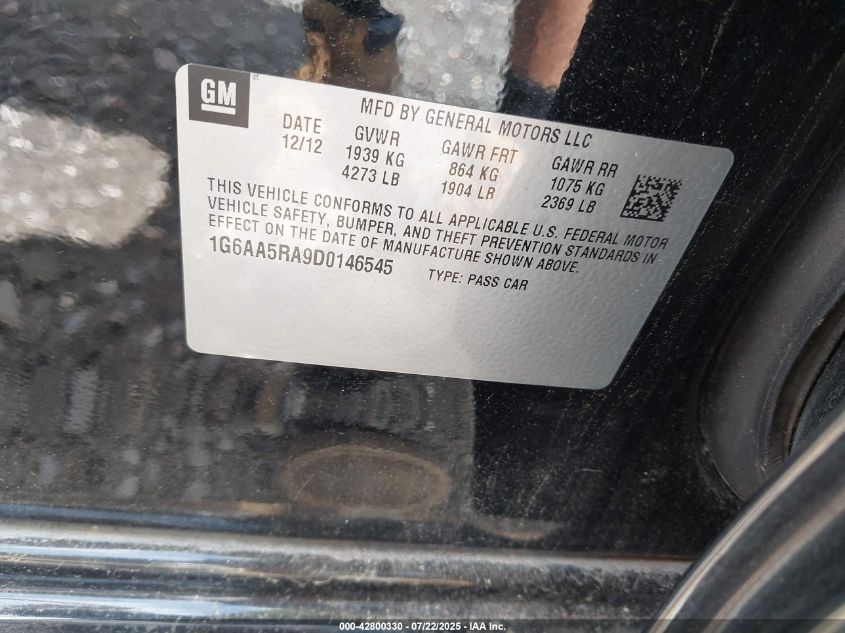 GM
MFD BY GENERAL MOTORS LLC
DATE GVWR GAWR FRT GAWR RR
12/12 1939 KG 864 KG 1075 KG
4273 LB 1904 LB 2369 LB
THIS VEHICLE CONFORMS TO ALL APPLICABLE U.S. FEDERAL MOTOR
VEHICLE SAFETY, BUMPER, AND THEFT PREVENTION STANDARDS IN
EFFECT ON THE DATE OF MANUFACTURE SHOWN ABOVE.
1G6AA5RA9D0146545 TYPE: PASS CAR
000-42800330 - 07/22/2025 - IAA Inc.